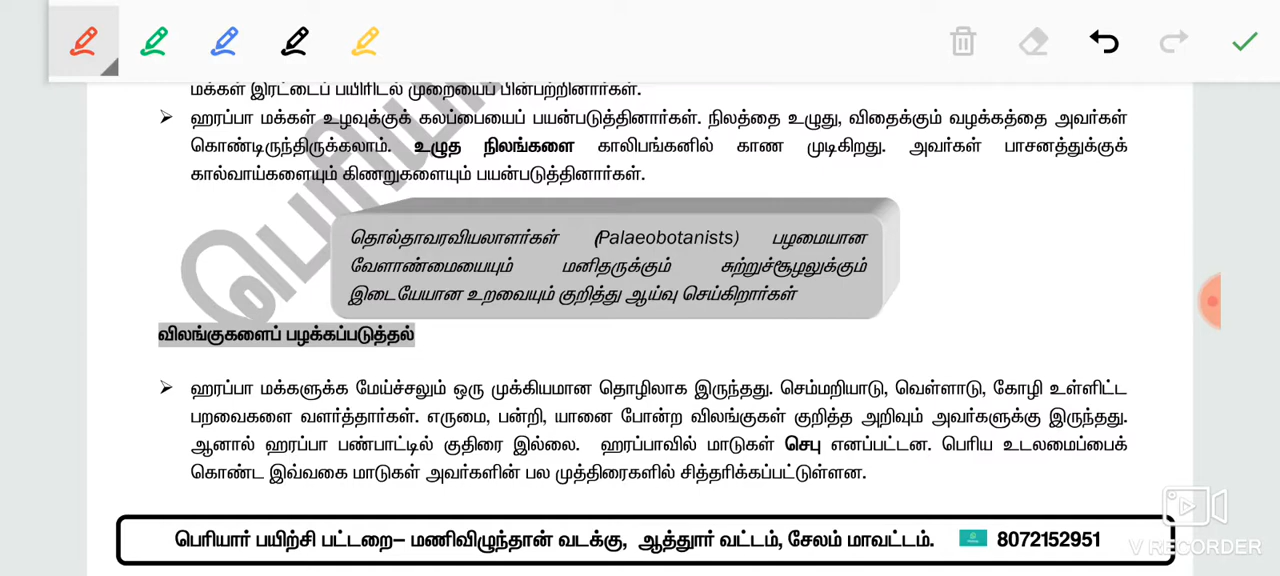 மக்கள் இரட்டைப் பயிரிடல் முறையைப் பின்பற்றினார்கள்.
➢ ஹரப்பா மக்கள் உழவுக்குக் கலப்பையைப் பயன்படுத்தினார்கள். நிலத்தை உழுது, விதைக்கும் வழக்கத்தை அவர்கள்
கொண்டிருந்திருக்கலாம். உழுத நிலங்களை காலிபங்கனில் காண முடிகிறது. அவர்கள் பாசனத்துக்குக்
கால்வாய்களையும் கிணறுகளையும் பயன்படுத்தினார்கள்.
தொல்தாவரவியலாளர்கள் (Palaeobotanists) பழமையான
வேளாண்மையையும் மனிதருக்கும் சுற்றுச்சூழலுக்கும்
இடையேயான உறவையும் குறித்து ஆய்வு செய்கிறார்கள்
விலங்குகளைப் பழக்கப்படுத்தல்
➢ ஹரப்பா மக்களுக்க மேய்ச்சலும் ஒரு முக்கியமான தொழிலாக இருந்தது. செம்மறியாடு, வெள்ளாடு, கோழி உள்ளிட்ட
பறவைகளை வளர்த்தார்கள். எருமை, பன்றி, யானை போன்ற விலங்குகள் குறித்த அறிவும் அவர்களுக்கு இருந்தது.
ஆனால் ஹரப்பா பண்பாட்டில் குதிரை இல்லை. ஹரப்பாவில் மாடுகள் செபு எனப்பட்டன. பெரிய உடலமைப்பைக்
கொண்ட இவ்வகை மாடுகள் அவர்களின் பல முத்திரைகளில் சித்தரிக்கப்பட்டுள்ளன.
பெரியார் பயிற்சி பட்டறை– மணிவிழுந்தான் வடக்கு, ஆத்துார் வட்டம், சேலம் மாவட்டம். 8072152951
V RECORDER